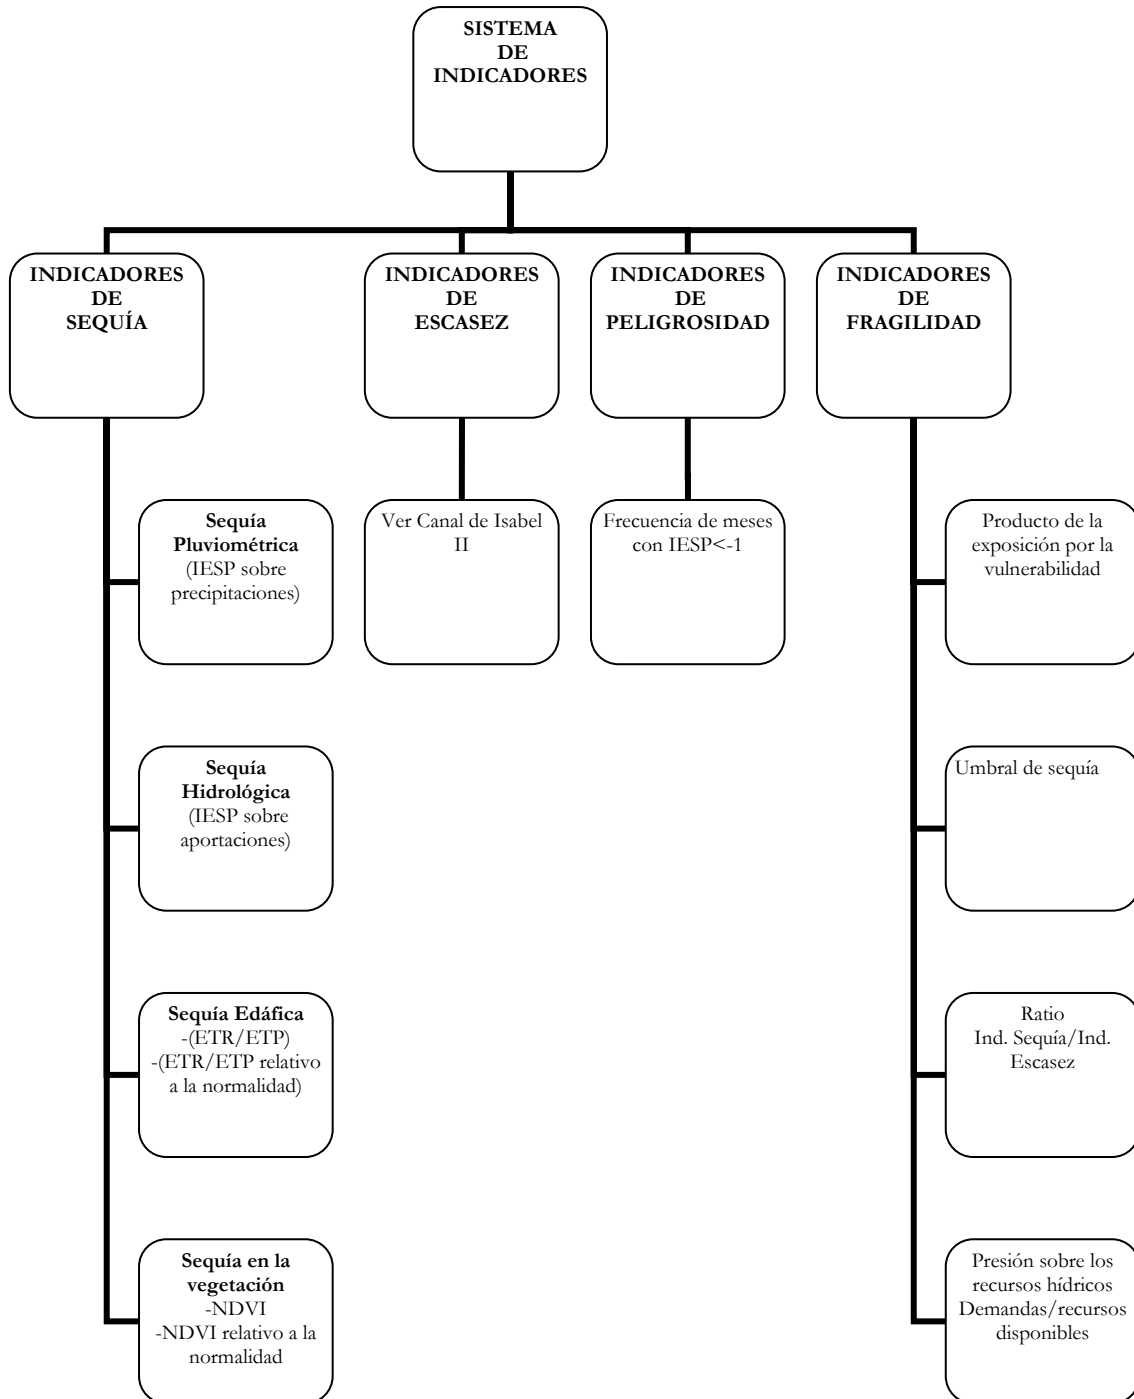 SISTEMA
DE
INDICADORES
INDICADORES
DE
SEQUÍA
INDICADORES
DE
ESCASEZ
INDICADORES
DE
PELIGROSIDAD
INDICADORES
DE
FRAGILIDAD
Sequía
Pluviométrica
(IESP sobre
precipitaciones)
Ver Canal de Isabel
II
Frecuencia de meses
con IESP<-1
Producto de la
exposición por la
vulnerabilidad
Sequía
Hidrológica
(IESP sobre
aportaciones)
Umbral de sequía
Sequía Edáfica
-(ETR/ETP)
-(ETR/ETP relativo
a la normalidad)
Ratio
Ind. Sequía/Ind.
Escasez
Sequía en la
vegetación
-NDVI
-NDVI relativo a la
normalidad
Presión sobre los
recursos hídricos
Demandas/recursos
disponibles